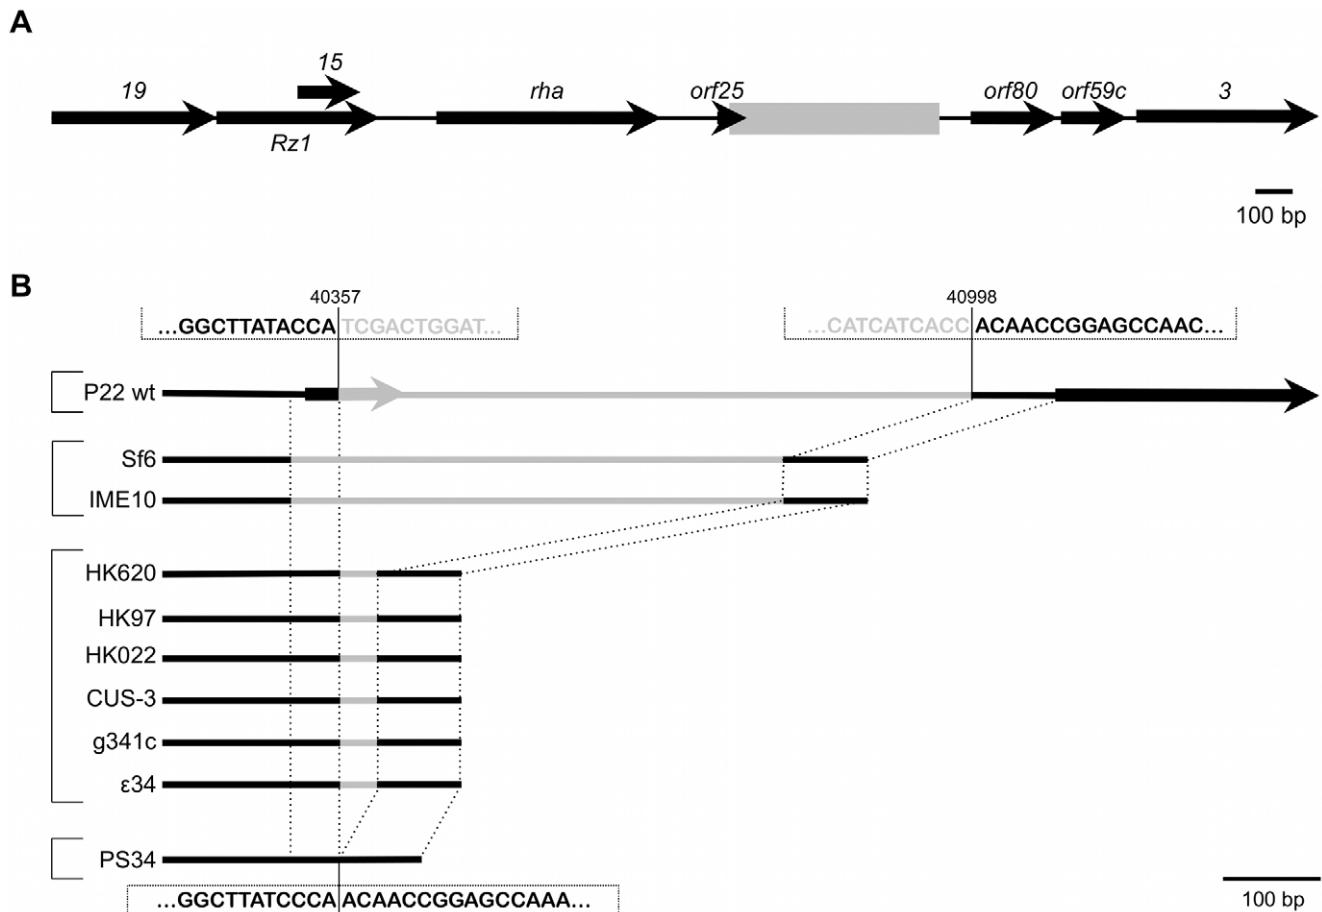 A
15
19 rha orf25 orf80 orf59c 3
Rz1
100 bp
B
40357 40998
...GGCTTATACCA TCGACTGGAT... ...CATCATCACC ACAACCGGAGCCAAC...
P22 wt
Sf6
IME10
HK620
HK97
HK022
CUS-3
g341c
ε34
PS34
100 bp
...GGCTTATCCCA ACAACCGGAGCCAAA...